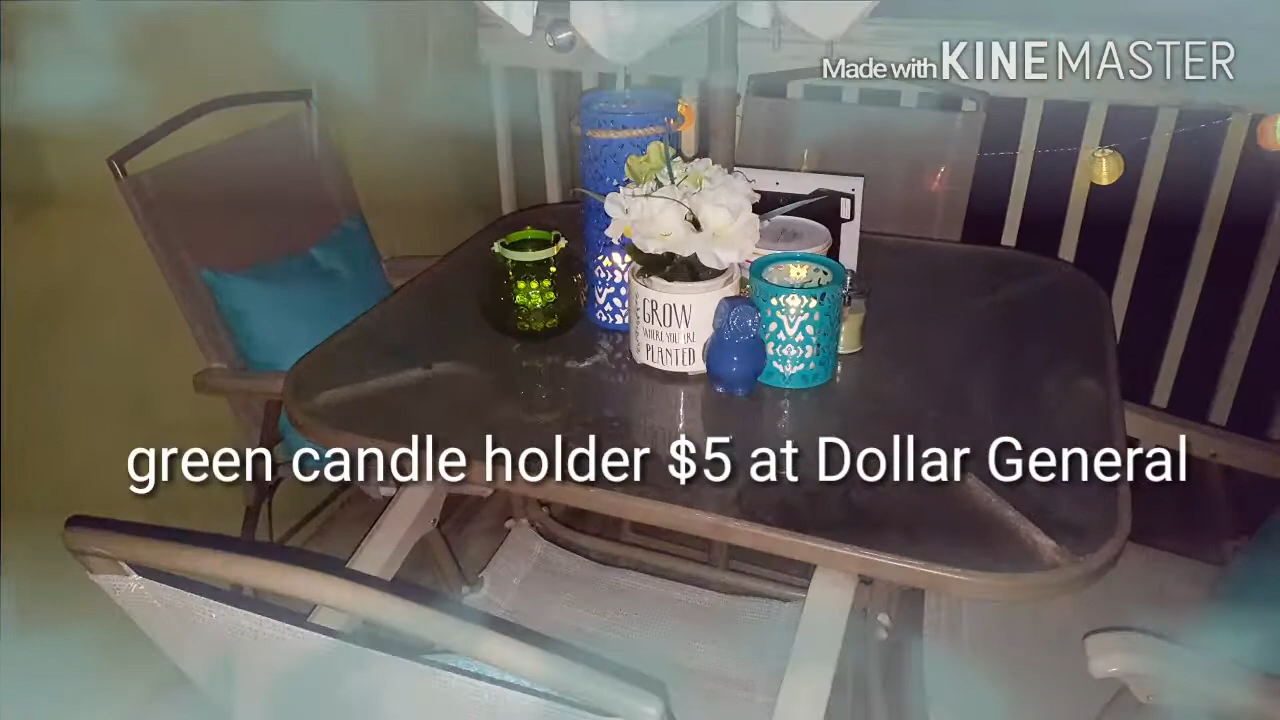 Made with KINEMASTER
GROW
WHERE YOU ARE
PLANTED
green candle holder $5 at Dollar General